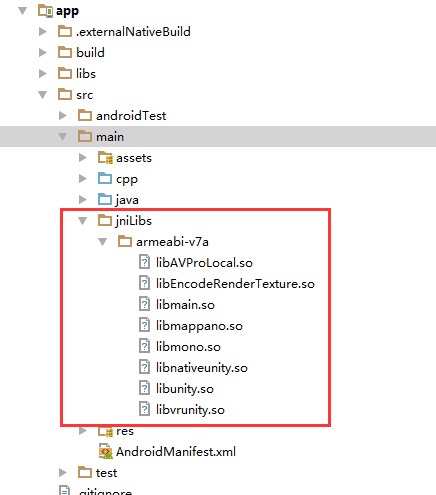 app
.externalNativeBuild
build
libs
src
androidTest
main
assets
cpp
java
jniLibs
armeabi-v7a
libAVProLocal.so
libEncodeRenderTexture.so
libmain.so
libmappano.so
libmono.so
libnativeunity.so
libunity.so
libvrunity.so
res
AndroidManifest.xml
test
.gitignore